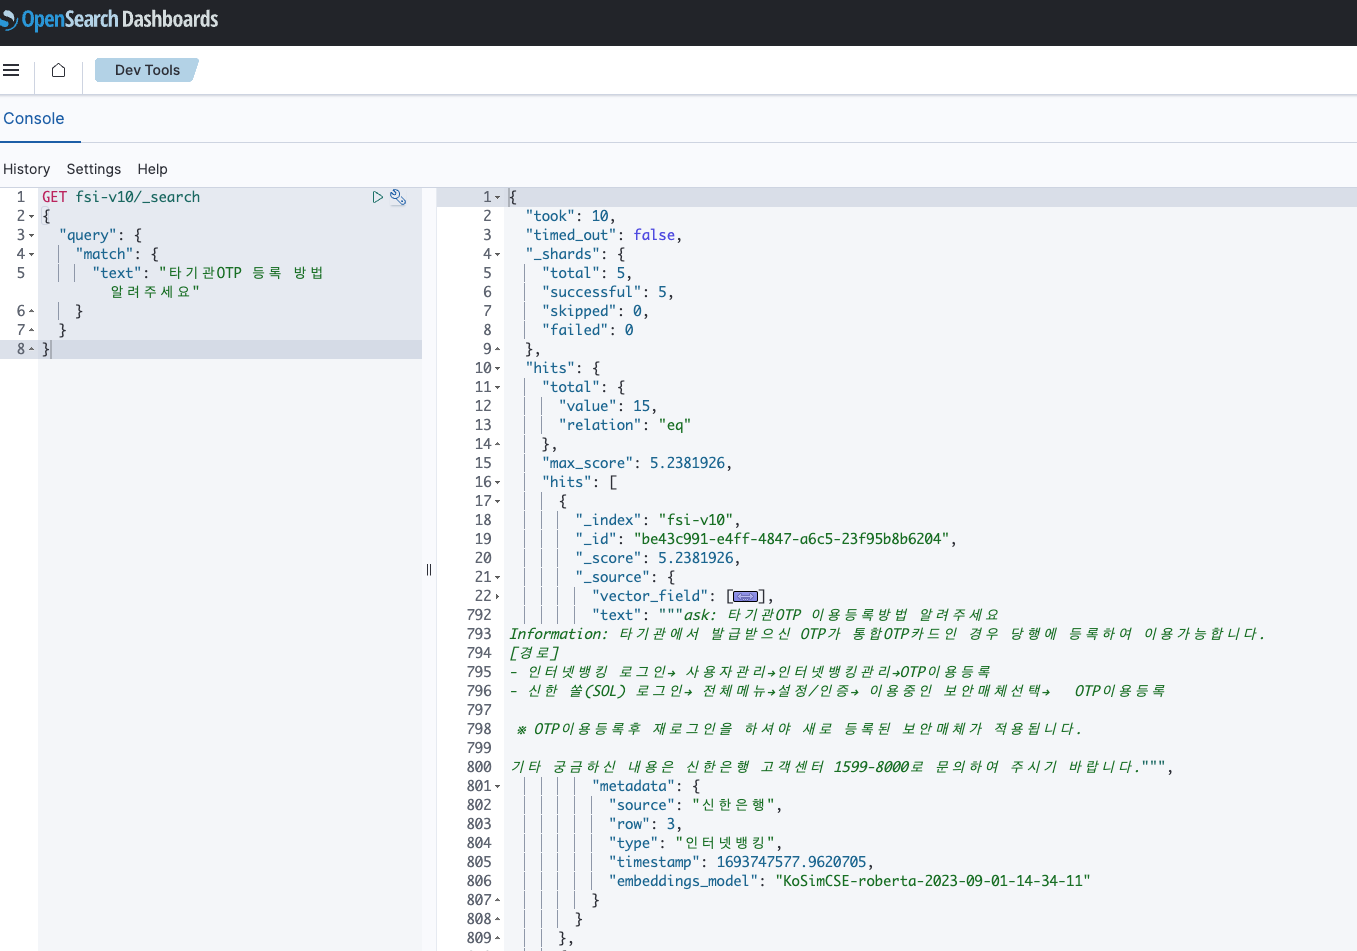 OpenSearch Dashboards
Dev Tools
Console
History Settings Help
1 GET fsi-v10/_search
2 {
3 "query": {
4 "match": {
5 "text": "타기관OTP 등록 방법
알려주세요"
6 }
7 }
8 }
1 {
2 "took": 10,
3 "timed_out": false,
4 "_shards": {
5 "total": 5,
6 "successful": 5,
7 "skipped": 0,
8 "failed": 0
9 },
10 "hits": {
11 "total": {
12 "value": 15,
13 "relation": "eq"
14 },
15 "max_score": 5.2381926,
16 "hits": [
17 {
18 "_index": "fsi-v10",
19 "_id": "be43c991-e4ff-4847-a6c5-23f95b8b6204",
20 "_score": 5.2381926,
21 "_source": {
22 "vector_field": [↔],
792 "text": """ask: 타기관OTP 이용등록방법 알려주세요
793 Information: 타기관에서 발급받으신 OTP가 통합OTP카드인 경우 당행에 등록하여 이용가능합니다.
794 [경로]
795 - 인터넷뱅킹 로그인→ 사용자관리→인터넷뱅킹관리→OTP이용등록
796 - 신한 쏠(SOL) 로그인→ 전체메뉴→설정/인증→ 이용중인 보안매체선택→ OTP이용등록
797
798 ※ OTP이용등록후 재로그인을 하셔야 새로 등록된 보안매체가 적용됩니다.
799
800 기타 궁금하신 내용은 신한은행 고객센터 1599-8000로 문의하여 주시기 바랍니다.""",
801 "metadata": {
802 "source": "신한은행",
803 "row": 3,
804 "type": "인터넷뱅킹",
805 "timestamp": 1693747577.9620705,
806 "embeddings_model": "KoSimCSE-roberta-2023-09-01-14-34-11"
807 }
808 }
809 },